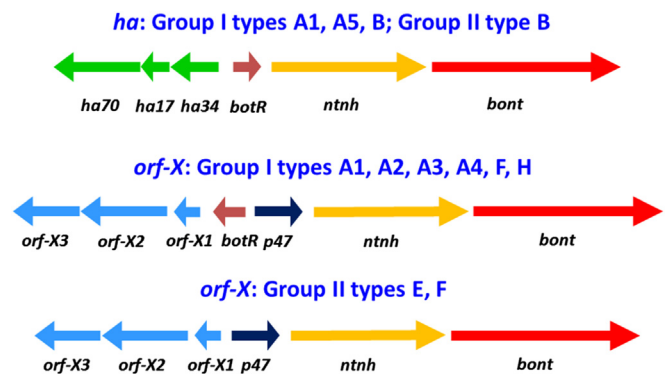 ha: Group I types A1, A5, B; Group II type B
ha70 ha17 ha34 botR ntnh bont
orf-X: Group I types A1, A2, A3, A4, F, H
orf-X3 orf-X2 orf-X1 botR p47 ntnh bont
orf-X: Group II types E, F
orf-X3 orf-X2 orf-X1 p47 ntnh bont